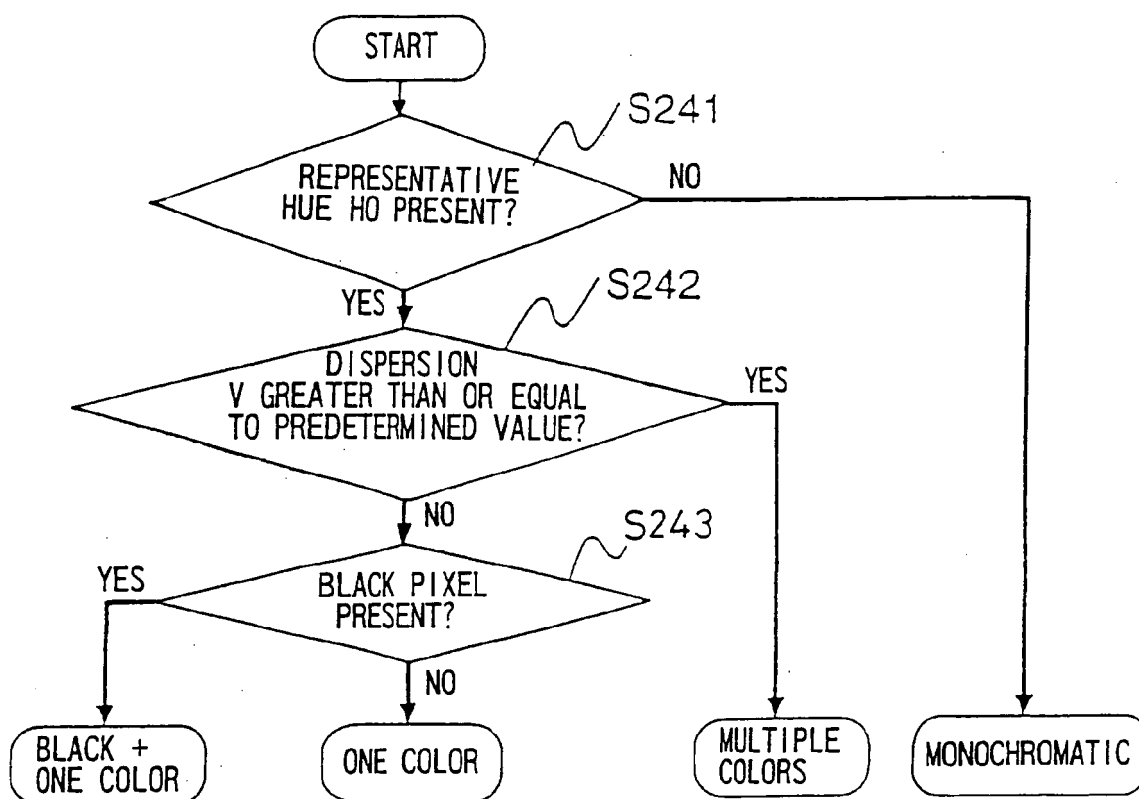 START
S241
REPRESENTATIVE
HUE H0 PRESENT?
NO
YES
S242
DISPERSION
V GREATER THAN OR EQUAL
TO PREDETERMINED VALUE?
YES
NO
S243
YES
BLACK PIXEL
PRESENT?
NO
BLACK +
ONE COLOR
ONE COLOR
MULTIPLE
COLORS
MONOCHROMATIC